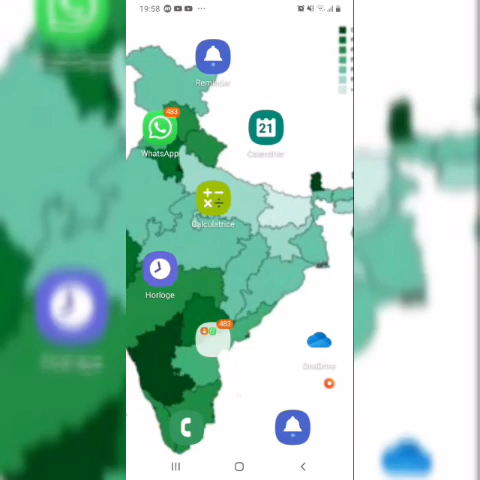 19:58
Reminder
483
WhatsApp
21
Calendrier
Calculatrice
Horloge
483
OneDrive